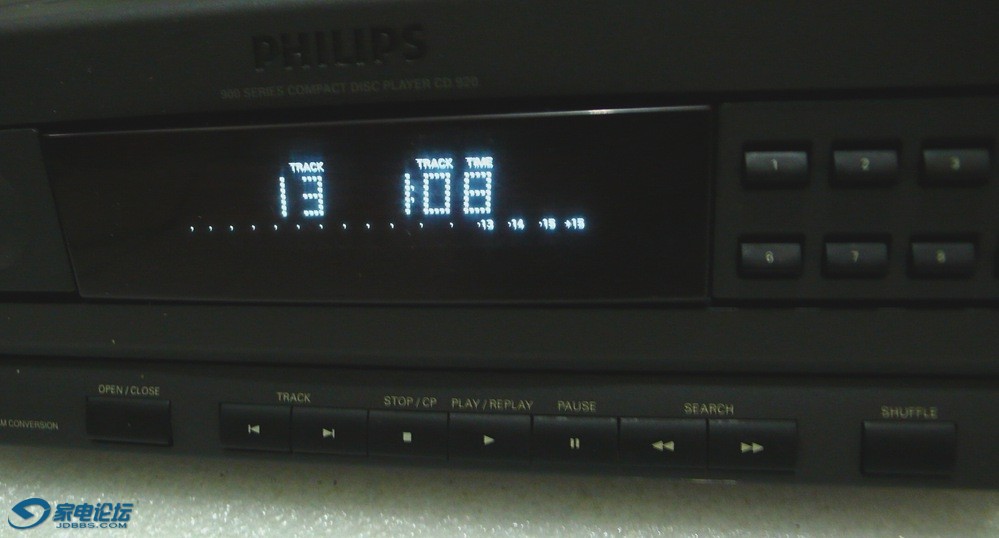 PHILIPS
900 SERIES COMPACT DISC PLAYER CD 920
TRACK TRACK TIME
13 1:08
13 14 15 +15
1 2 3
6 7 8
OPEN / CLOSE TRACK STOP / CP PLAY / REPLAY PAUSE SEARCH SHUFFLE
CONVERSION
家电论坛
JDBBS.COM